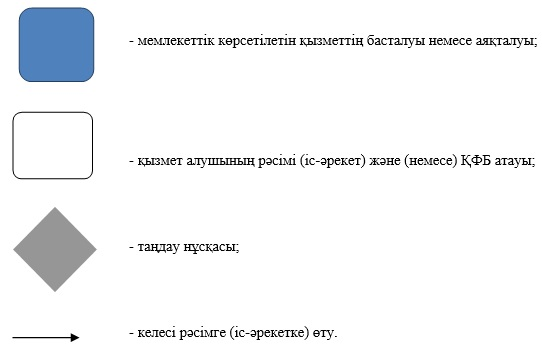 - мемлекеттік көрсетілетін қызметтің басталуы немесе аяқталуы;
- қызмет алушының рәсімі (іс-әрекет) және (немесе) ҚФБ атауы;
- таңдау нұсқасы;
- келесі рәсімге (іс-әрекетке) өту.